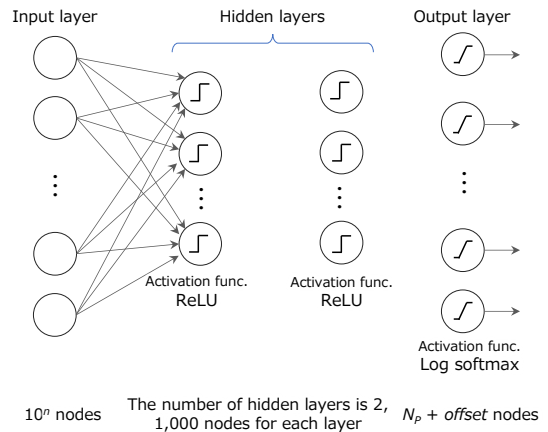 Input layer
Hidden layers
Output layer
Activation func.
ReLU
Activation func.
ReLU
Activation func.
Log softmax
10ⁿ nodes
The number of hidden layers is 2,
1,000 nodes for each layer
N_P + offset nodes